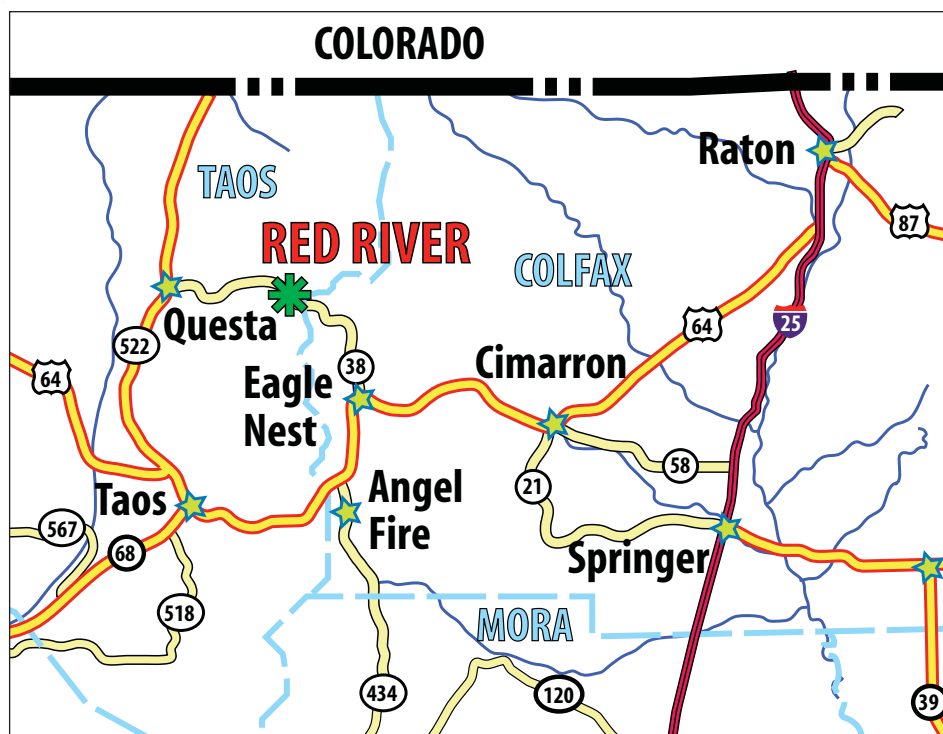 COLORADO
Raton
TAOS
87
RED RIVER
COLFAX
Questa
522
64
25
38
Cimarron
64
Eagle
Nest
58
21
Taos
Angel
Fire
567
68
Springer
518
MORA
434
120
39